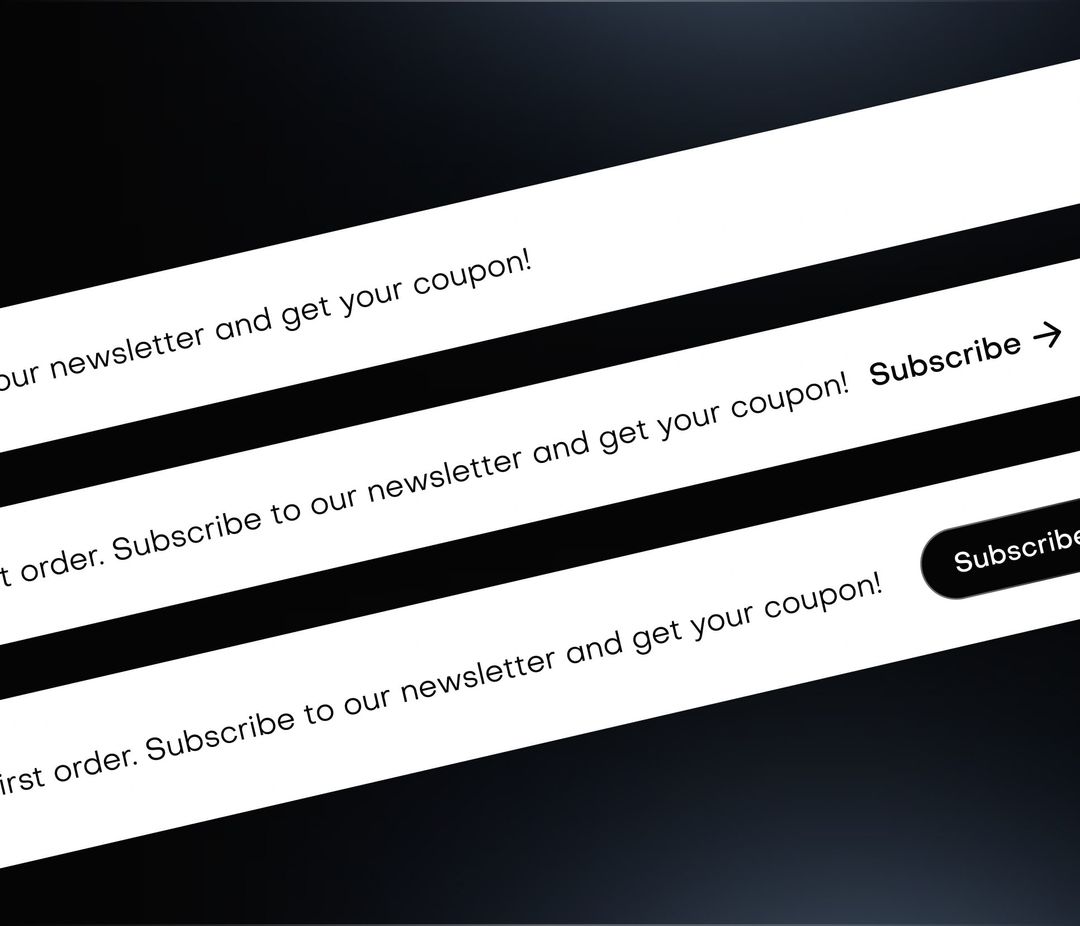 our newsletter and get your coupon!
order. Subscribe to our newsletter and get your coupon! Subscribe →
order. Subscribe to our newsletter and get your coupon! Subscribe